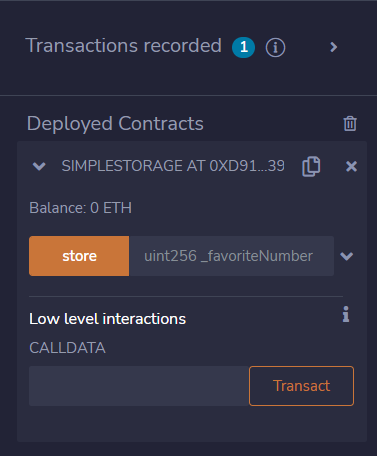 Transactions recorded 1 i
Deployed Contracts
SIMPLESTORAGE AT 0XD91...39
Balance: 0 ETH
store uint256 _favoriteNumber
Low level interactions i
CALLDATA
Transact